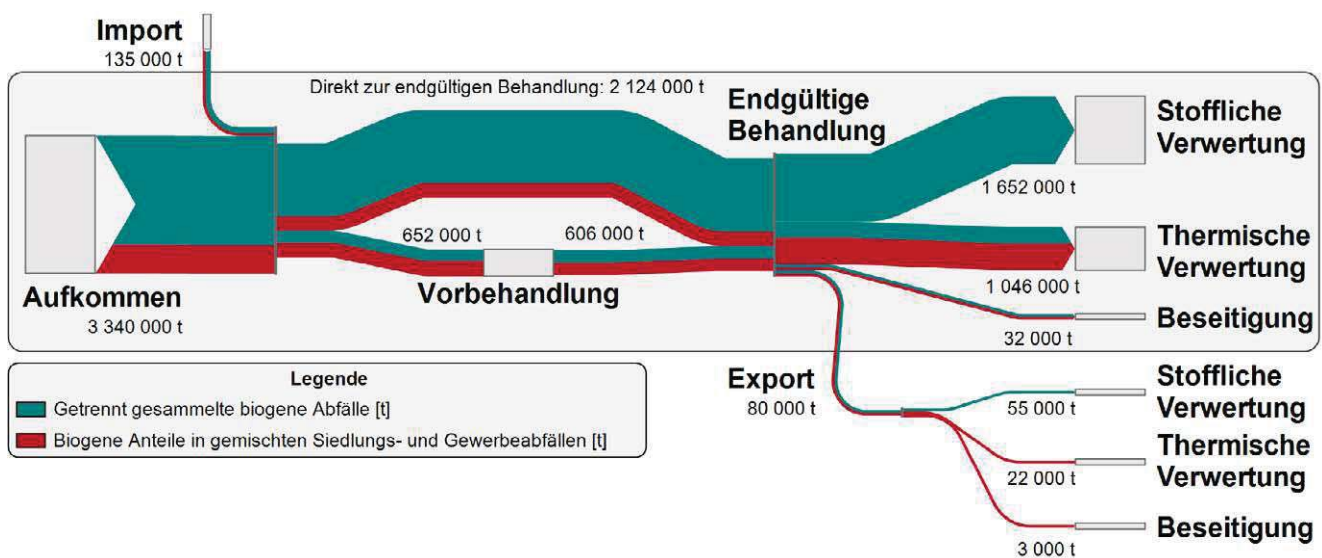 Import
135 000 t
Direkt zur endgültigen Behandlung: 2 124 000 t
Endgültige
Behandlung
Stoffliche
Verwertung
1 652 000 t
652 000 t
606 000 t
Vorbehandlung
Thermische
Verwertung
1 046 000 t
Aufkommen
3 340 000 t
Beseitigung
32 000 t
Legende
Getrennt gesammelte biogene Abfälle [t]
Biogene Anteile in gemischten Siedlungs- und Gewerbeabfällen [t]
Export
80 000 t
Stoffliche
Verwertung
55 000 t
Thermische
Verwertung
22 000 t
Beseitigung
3 000 t